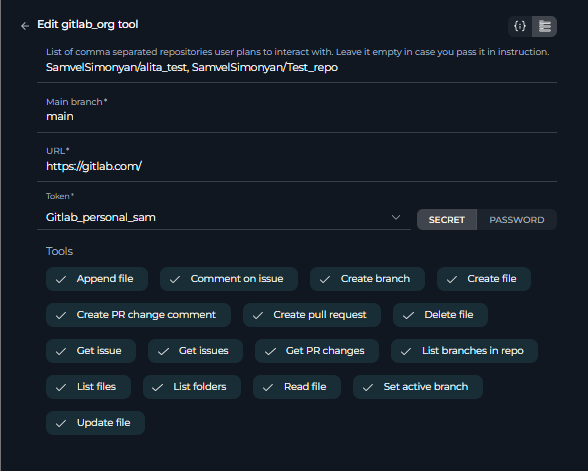 Edit gitlab_org tool
List of comma separated repositories user plans to interact with. Leave it empty in case you pass it in instruction.
SamvelSimonyan/alita_test, SamvelSimonyan/Test_repo
Main branch*
main
URL*
https://gitlab.com/
Token*
Gitlab_personal_sam
SECRET PASSWORD
Tools
Append file Comment on issue Create branch Create file
Create PR change comment Create pull request Delete file
Get issue Get issues Get PR changes List branches in repo
List files List folders Read file Set active branch
Update file